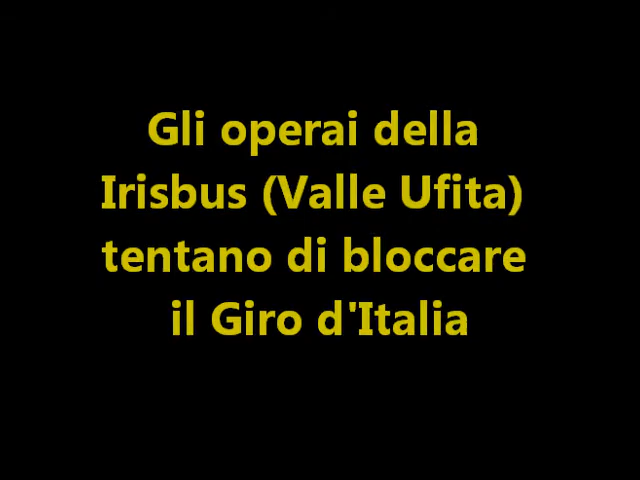 Gli operai della
Irisbus (Valle Ufita)
tentano di bloccare
il Giro d'Italia